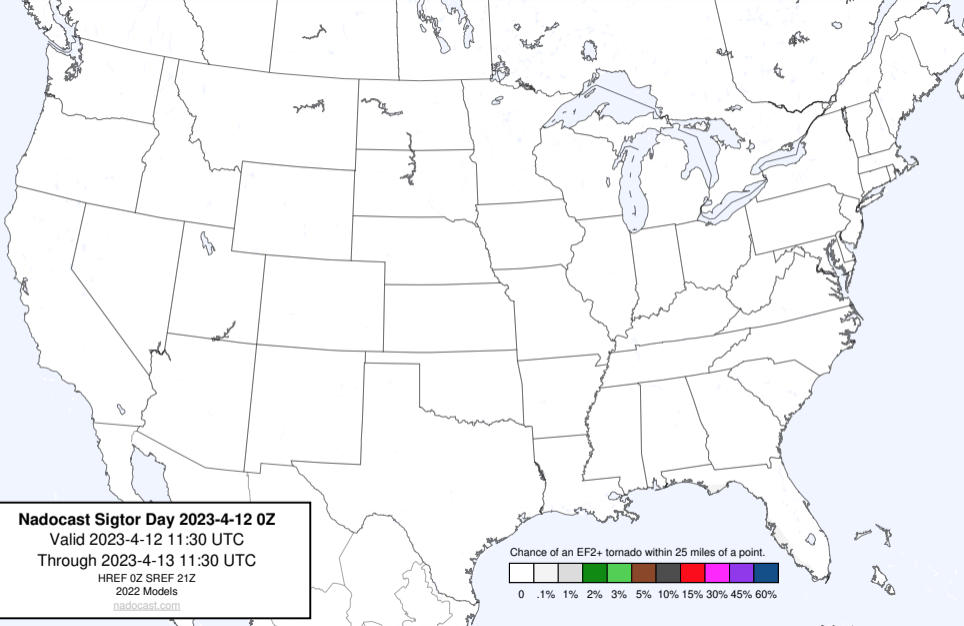 Nadocast Sigtor Day 2023-4-12 0Z
Valid 2023-4-12 11:30 UTC
Through 2023-4-13 11:30 UTC
HREF 0Z SREF 21Z
2022 Models
nadocast.com
Chance of an EF2+ tornado within 25 miles of a point.
0 .1% 1% 2% 3% 5% 10% 15% 30% 45% 60%